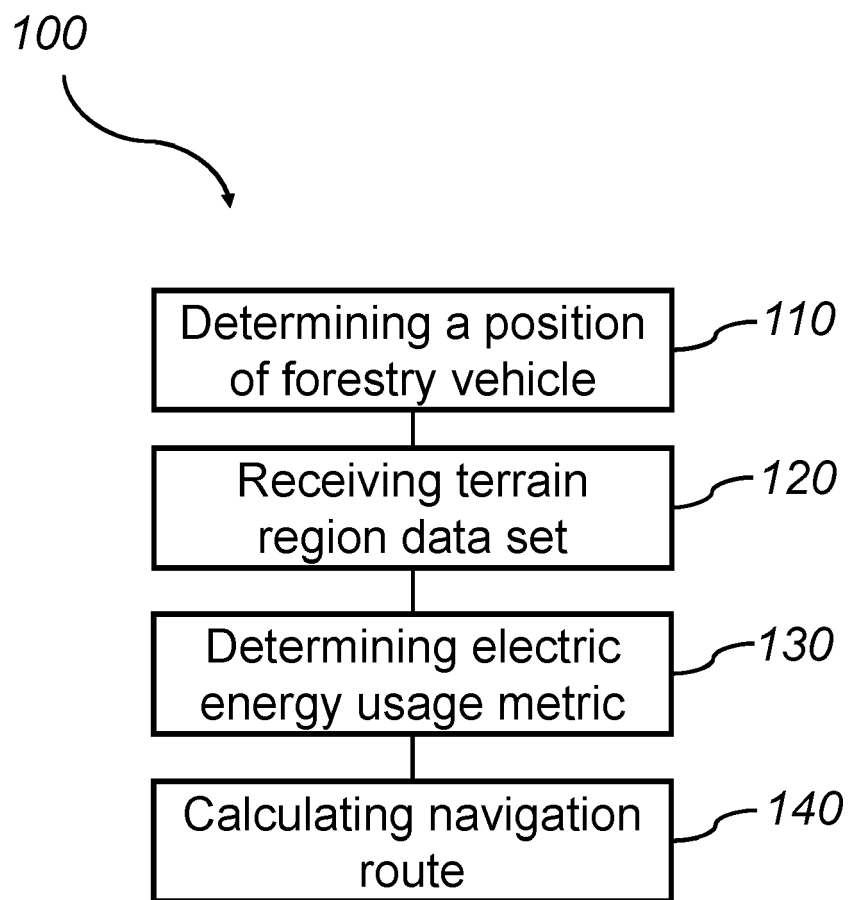 100
Determining a position
of forestry vehicle
110
Receiving terrain
region data set
120
Determining electric
energy usage metric
130
Calculating navigation
route
140